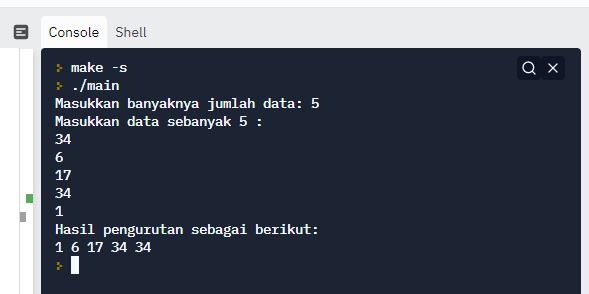 Console Shell
> make -s
> ./main
Masukkan banyaknya jumlah data: 5
Masukkan data sebanyak 5 :
34
6
17
34
1
Hasil pengurutan sebagai berikut:
1 6 17 34 34
>